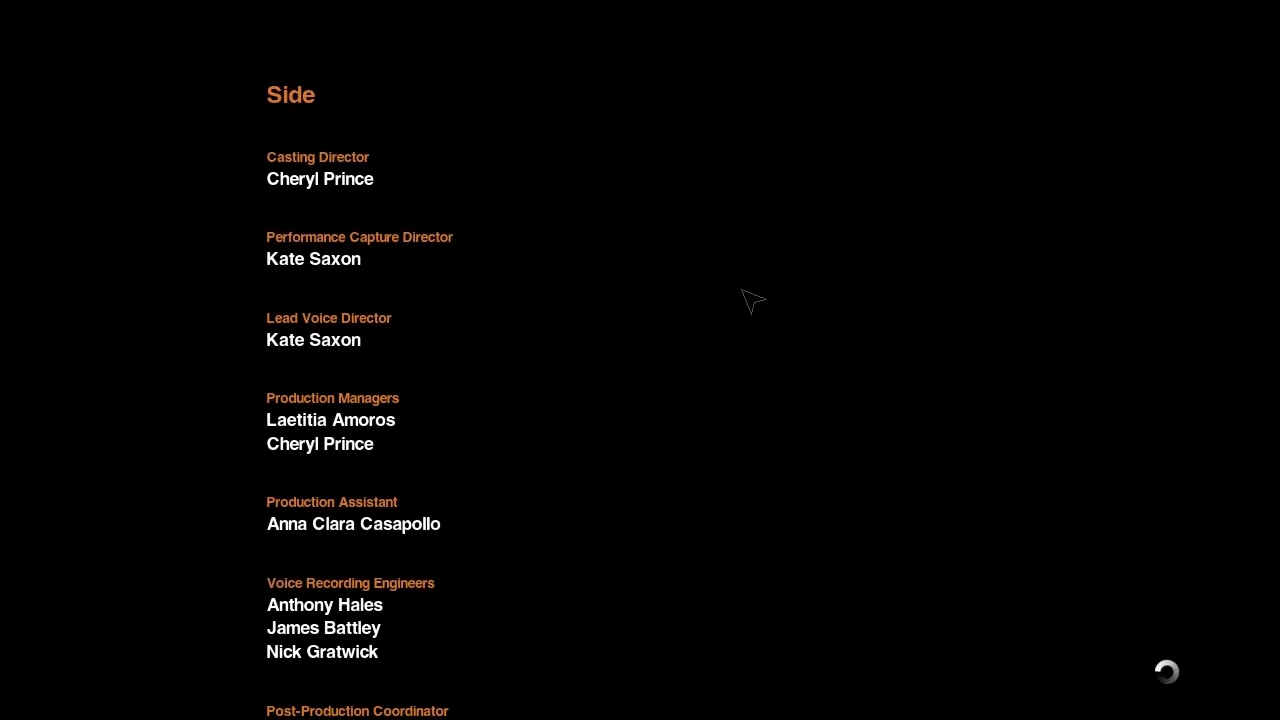 Side
Casting Director
Cheryl Prince
Performance Capture Director
Kate Saxon
Lead Voice Director
Kate Saxon
Production Managers
Laetitia Amoros
Cheryl Prince
Production Assistant
Anna Clara Casapollo
Voice Recording Engineers
Anthony Hales
James Battley
Nick Gratwick
Post-Production Coordinator